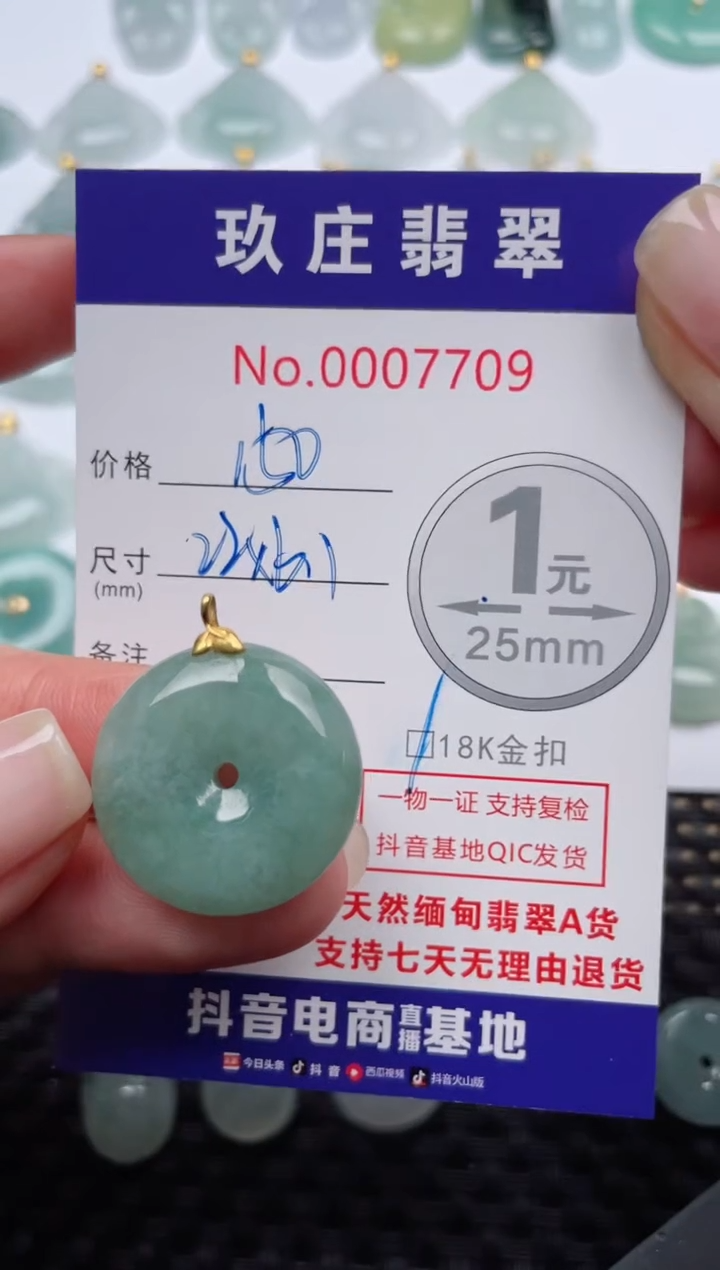 玖庄翡翠
No.0007709
价格
尺寸
(mm)
备注
1元
25mm
□18K金扣
一物一证 支持复检
抖音基地QIC发货
天然缅甸翡翠A货
支持七天无理由退货
抖音电商直播基地
今日头条 抖音 西瓜视频 抖音火山版